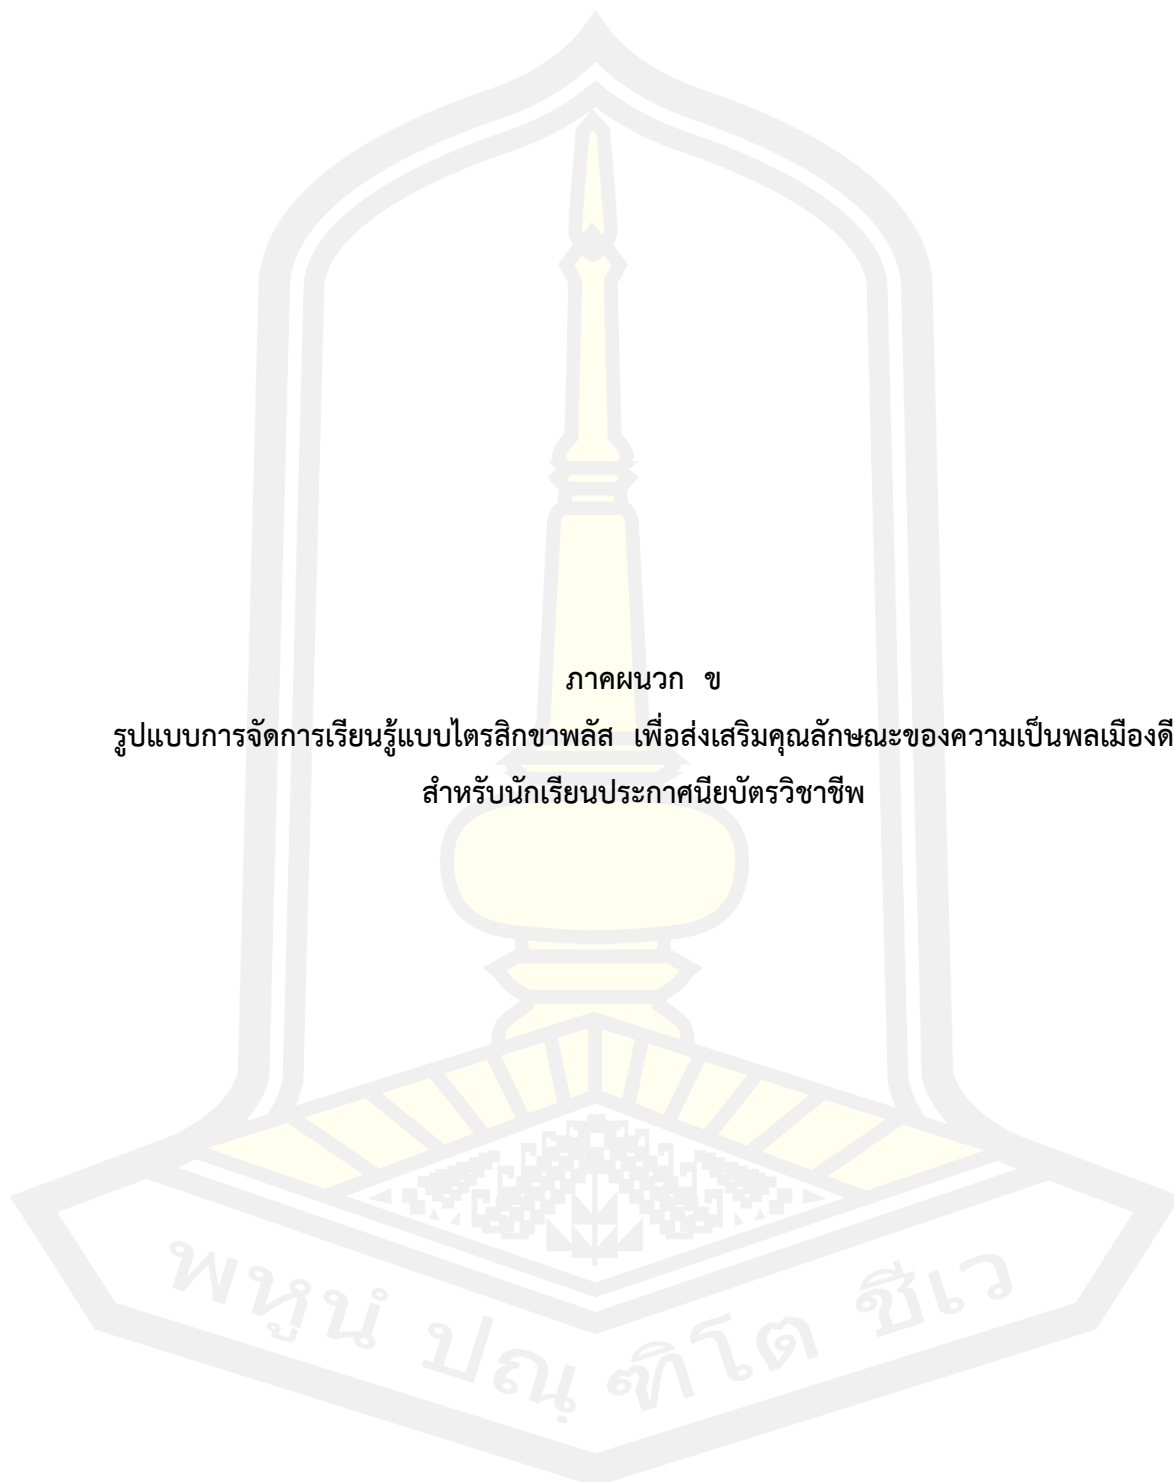 ภาคผนวก ข
รูปแบบการจัดการเรียนรู้แบบไตรสิกขาพลัส เพื่อส่งเสริมคุณลักษณะของความเป็นพลเมืองดี
สำหรับนักเรียนประกาศนียบัตรวิชาชีพ
พหูนํ ปณฺฑิโต ชีเว